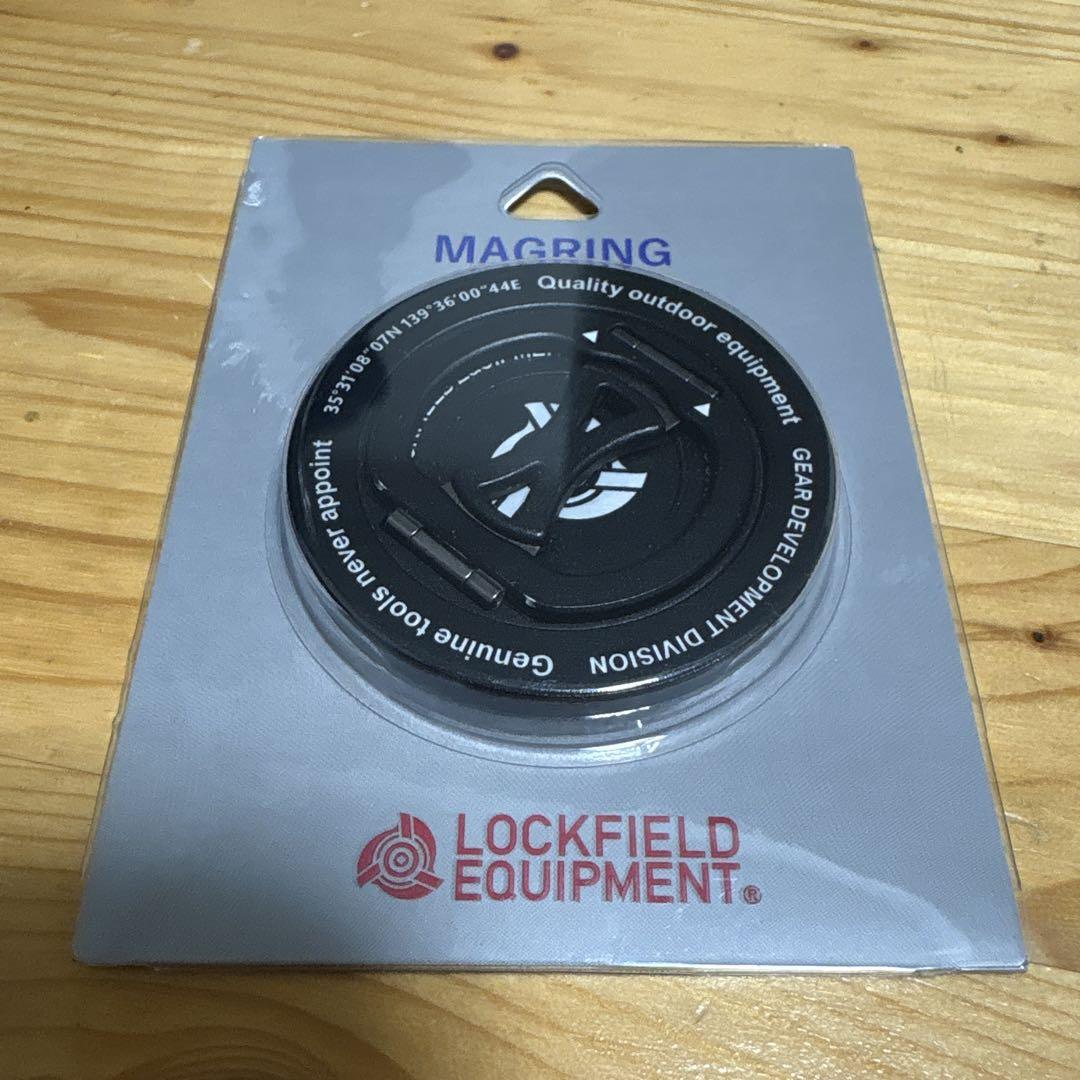 MAGRING
35°31'08"07N 139°36'00"44E
Quality outdoor equipment
GEAR DEVELOPMENT DIVISION
Genuine tools never appoint
LOCKFIELD
EQUIPMENT®